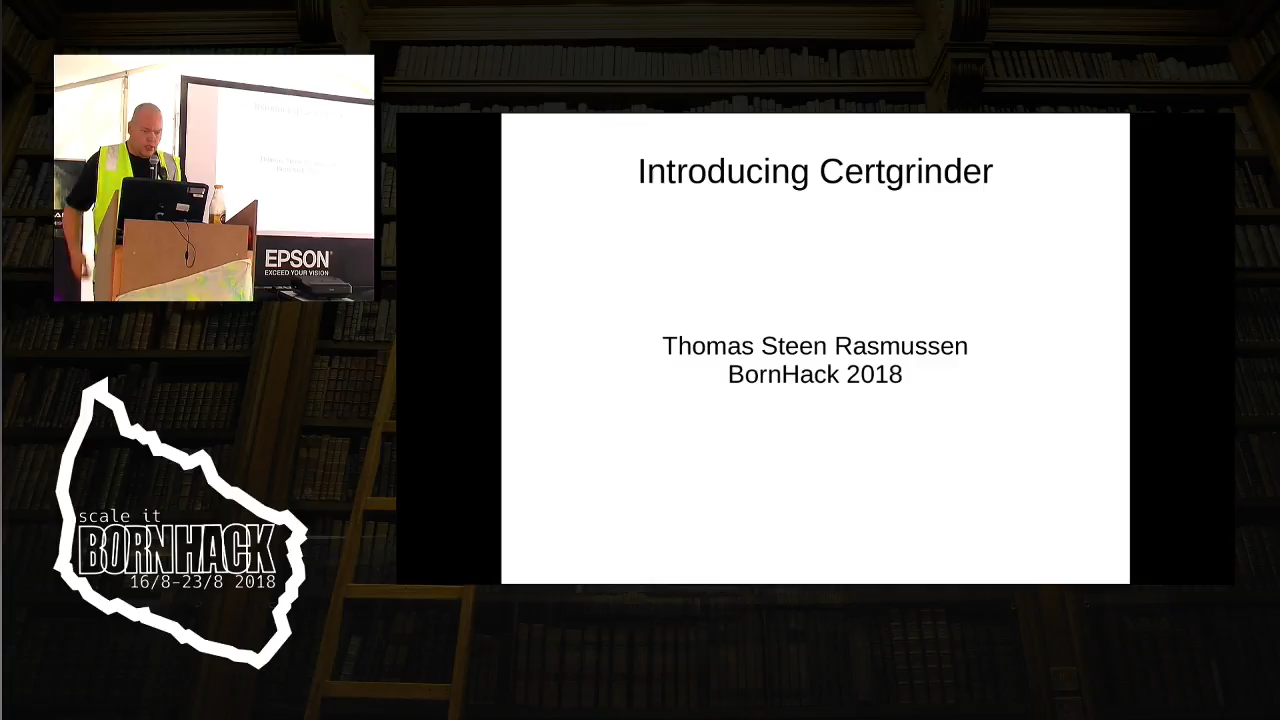 Introducing Certgrinder
Thomas Steen Rasmussen
BornHack 2018
EPSON
EXCEED YOUR VISION
scale it
BORNHACK
16/8-23/8 2018